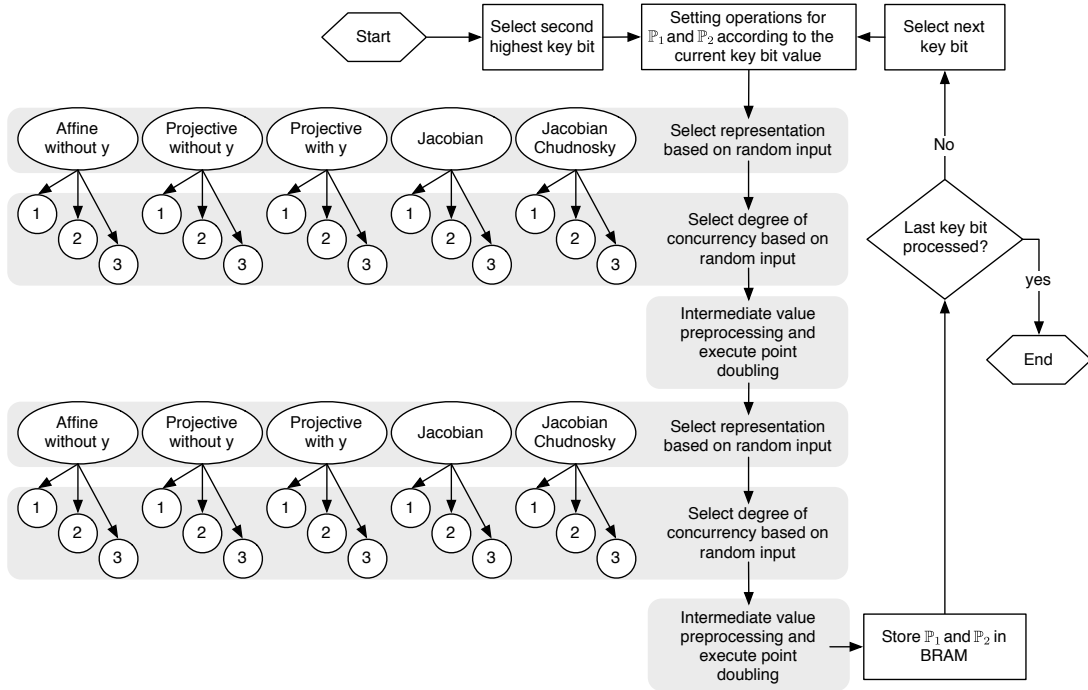 Start
Select second
highest key bit
Setting operations for
ℙ₁ and ℙ₂ according to the
current key bit value
Select next
key bit
Affine
without y
Projective
without y
Projective
with y
Jacobian
Jacobian
Chudnosky
Select representation
based on random input
No
1
2
3
1
2
3
1
2
3
1
2
3
1
2
3
Select degree of
concurrency based on
random input
Last key bit
processed?
yes
Intermediate value
preprocessing and
execute point
doubling
End
Affine
without y
Projective
without y
Projective
with y
Jacobian
Jacobian
Chudnosky
Select representation
based on random input
1
2
3
1
2
3
1
2
3
1
2
3
1
2
3
Select degree of
concurrency based on
random input
Intermediate value
preprocessing and
execute point
doubling
Store ℙ₁ and ℙ₂ in
BRAM